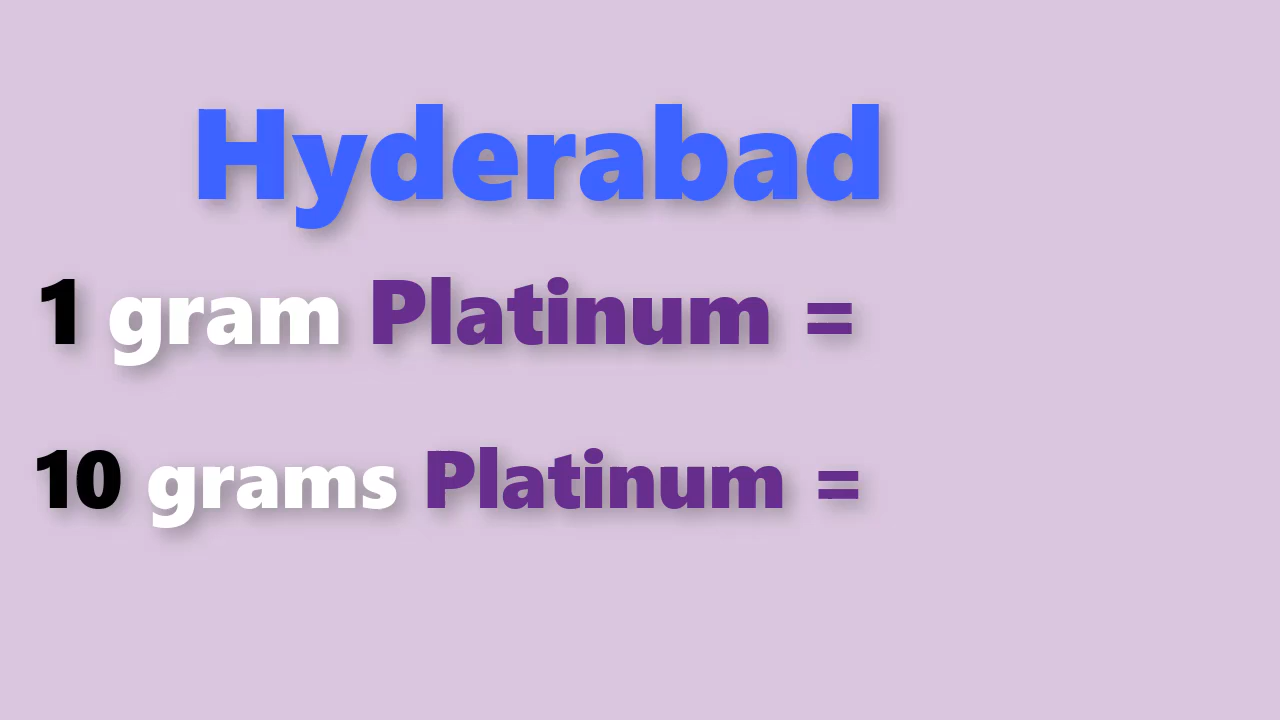 Hyderabad
1 gram Platinum =
10 grams Platinum =